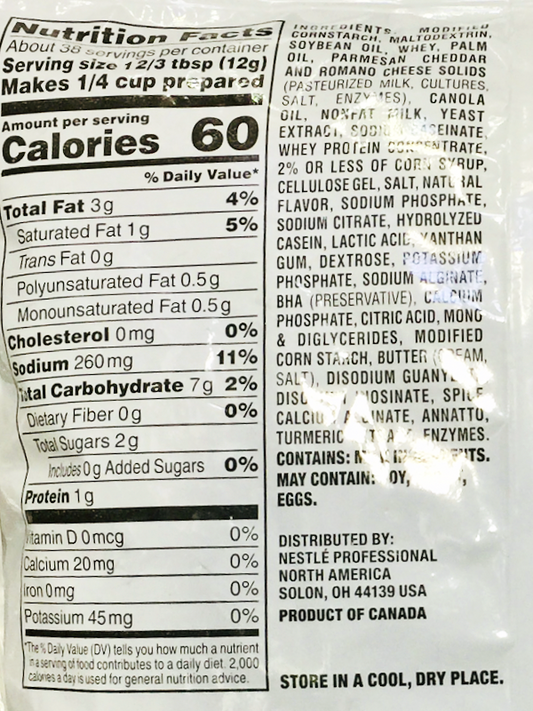 Nutrition Facts
About 38 servings per container
Serving size 1 2/3 tbsp (12g)
Makes 1/4 cup prepared
Amount per serving
Calories 60
% Daily Value*
Total Fat 3g 4%
Saturated Fat 1g 5%
Trans Fat 0g
Polyunsaturated Fat 0.5g
Monounsaturated Fat 0.5g
Cholesterol 0mg 0%
Sodium 260mg 11%
Total Carbohydrate 7g 2%
Dietary Fiber 0g 0%
Total Sugars 2g
Includes 0g Added Sugars 0%
Protein 1g
Vitamin D 0mcg 0%
Calcium 20mg 0%
Iron 0mg 0%
Potassium 45mg 0%
*The % Daily Value (DV) tells you how much a nutrient
in a serving of food contributes to a daily diet. 2,000
calories a day is used for general nutrition advice.
INGREDIENTS MODIFIED
CORNSTARCH, MALTODEXTRIN,
SOYBEAN OIL, WHEY, PALM
OIL, PARMESAN CHEDDAR
AND ROMANO CHEESE SOLIDS
(PASTEURIZED MILK, CULTURES,
SALT, ENZYMES), CANOLA
OIL, NONFAT MILK, YEAST
EXTRACT, SODIUM CASEINATE,
WHEY PROTEIN CONCENTRATE,
2% OR LESS OF CORN SYRUP,
CELLULOSE GEL, SALT, NATURAL
FLAVOR, SODIUM PHOSPHATE,
SODIUM CITRATE, HYDROLYZED
CASEIN, LACTIC ACID, XANTHAN
GUM, DEXTROSE, POTASSIUM
PHOSPHATE, SODIUM ALGINATE,
BHA (PRESERVATIVE), CALCIUM
PHOSPHATE, CITRIC ACID, MONO
& DIGLYCERIDES, MODIFIED
CORN STARCH, BUTTER (CREAM,
SALT), DISODIUM
SPICE
ANNATTO,
TURMERIC ENZYMES.
CONTAINS:
MAY CONTAIN:
EGGS.
DISTRIBUTED BY:
NESTLÉ PROFESSIONAL
NORTH AMERICA
SOLON, OH 44139 USA
PRODUCT OF CANADA
STORE IN A COOL, DRY PLACE.